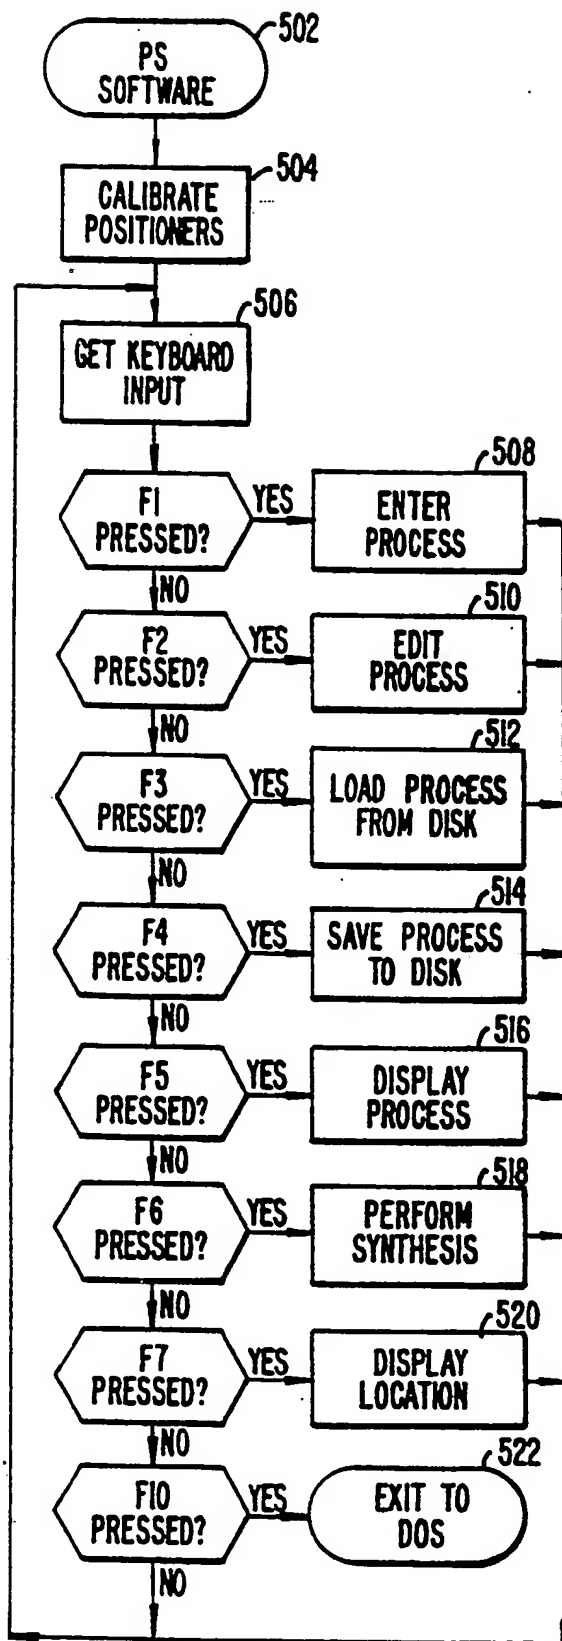 502
PS
SOFTWARE
504
CALIBRATE
POSITIONERS
506
GET KEYBOARD
INPUT
508
F1
PRESSED?
YES
ENTER
PROCESS
NO
510
F2
PRESSED?
YES
EDIT
PROCESS
NO
512
F3
PRESSED?
YES
LOAD PROCESS
FROM DISK
NO
514
F4
PRESSED?
YES
SAVE PROCESS
TO DISK
NO
516
F5
PRESSED?
YES
DISPLAY
PROCESS
NO
518
F6
PRESSED?
YES
PERFORM
SYNTHESIS
NO
520
F7
PRESSED?
YES
DISPLAY
LOCATION
NO
522
F10
PRESSED?
YES
EXIT TO
DOS
NO